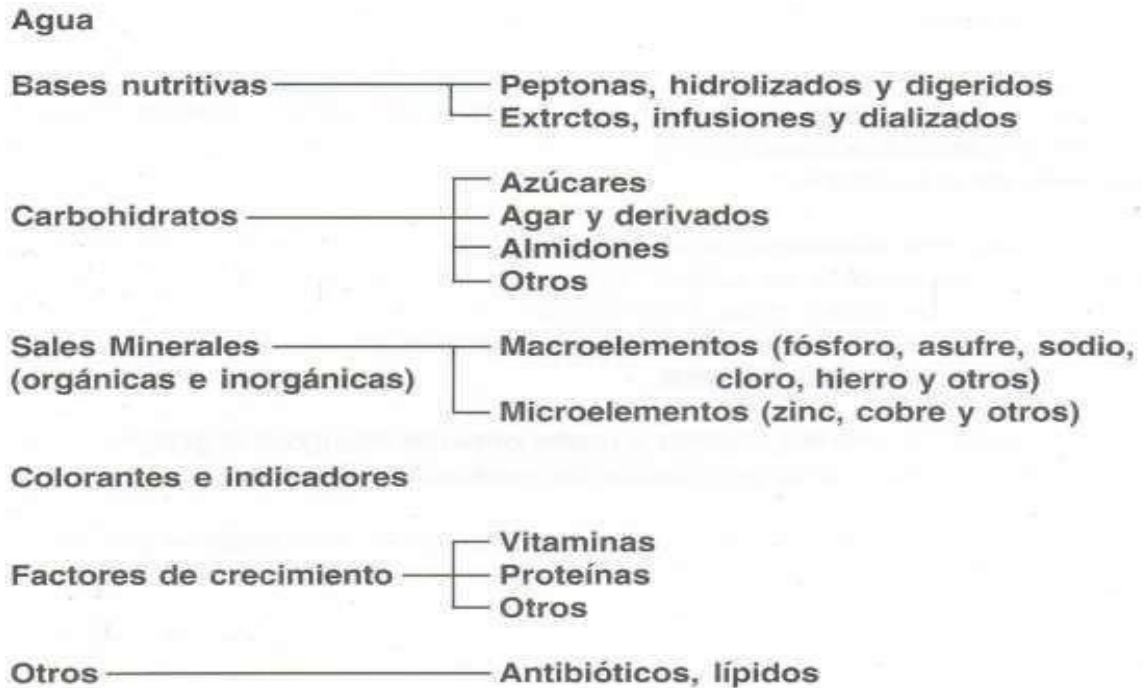 Agua
Bases nutritivas
Peptonas, hidrolizados y digeridos
Extrctos, infusiones y dializados
Carbohidratos
Azúcares
Agar y derivados
Almidones
Otros
Sales Minerales
(orgánicas e inorgánicas)
Macroelementos (fósforo, asufre, sodio,
cloro, hierro y otros)
Microelementos (zinc, cobre y otros)
Colorantes e indicadores
Factores de crecimiento
Vitaminas
Proteínas
Otros
Otros
Antibióticos, lípidos